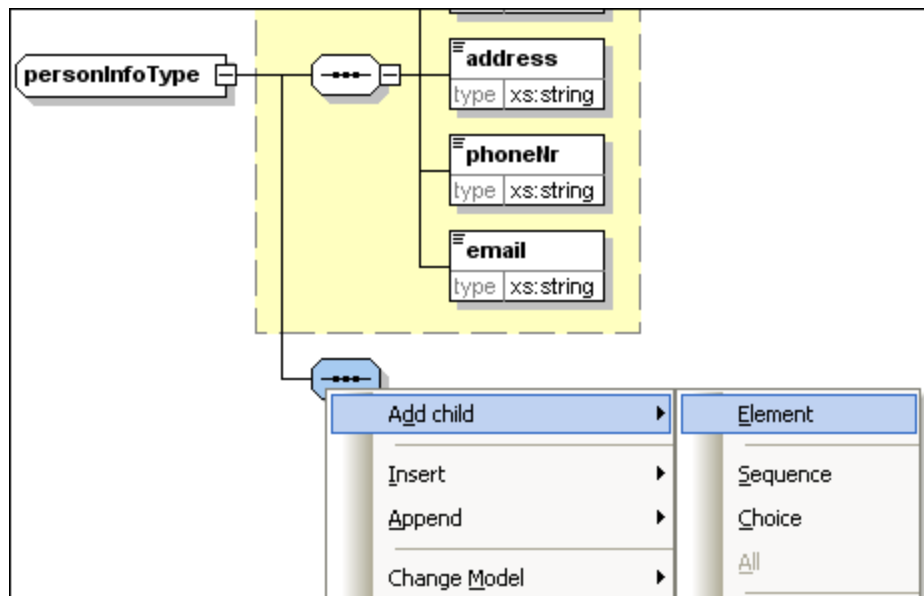 personInfoType
address
type xs:string
phoneNr
type xs:string
email
type xs:string
Add child
Element
Insert
Sequence
Append
Choice
All
Change Model